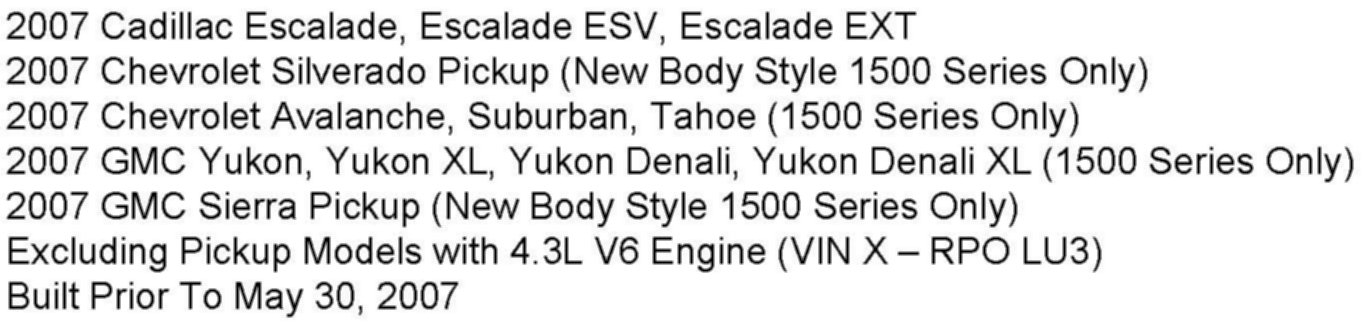 2007 Cadillac Escalade, Escalade ESV, Escalade EXT
2007 Chevrolet Silverado Pickup (New Body Style 1500 Series Only)
2007 Chevrolet Avalanche, Suburban, Tahoe (1500 Series Only)
2007 GMC Yukon, Yukon XL, Yukon Denali, Yukon Denali XL (1500 Series Only)
2007 GMC Sierra Pickup (New Body Style 1500 Series Only)
Excluding Pickup Models with 4.3L V6 Engine (VIN X – RPO LU3)
Built Prior To May 30, 2007